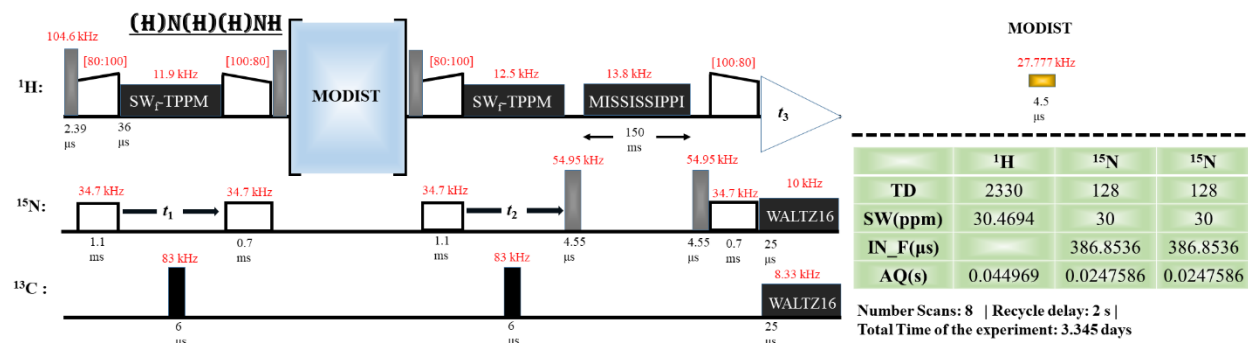 (H)N(H)(H)NH
104.6 kHz
[80:100]
[100:80]
[80:100]
[100:80]
11.9 kHz
12.5 kHz
13.8 kHz
¹H:
SWf-TPPM
MODIST
SWf-TPPM
MISSISSIPPI
t₃
2.39 μs
36 μs
150 ms
54.95 kHz
54.95 kHz
34.7 kHz
34.7 kHz
34.7 kHz
34.7 kHz
10 kHz
¹⁵N:
t₁
t₂
WALTZ16
1.1 ms
0.7 ms
1.1 ms
4.55 μs
4.55 μs
0.7 ms
25 μs
83 kHz
83 kHz
8.33 kHz
¹³C :
WALTZ16
6 μs
6 μs
25 μs
MODIST
27.777 kHz
4.5 μs
¹H ¹⁵N ¹⁵N
TD 2330 128 128
SW(ppm) 30.4694 30 30
IN_F(μs) 386.8536 386.8536
AQ(s) 0.044969 0.0247586 0.0247586
Number Scans: 8 | Recycle delay: 2 s |
Total Time of the experiment: 3.345 days